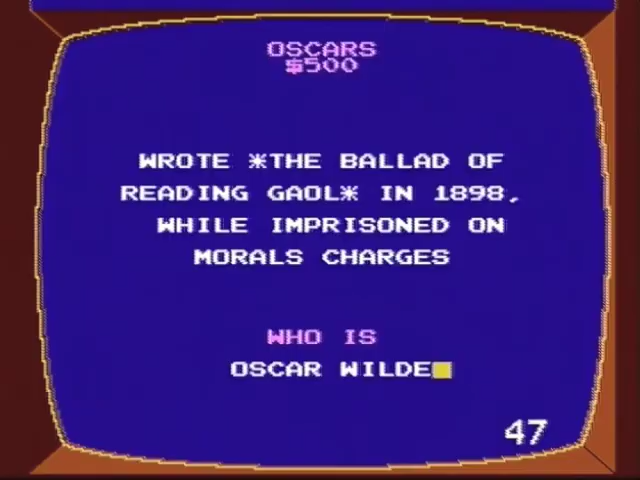 OSCARS
$500
WROTE *THE BALLAD OF
READING GAOL* IN 1898,
WHILE IMPRISONED ON
MORALS CHARGES
WHO IS
OSCAR WILDE
47